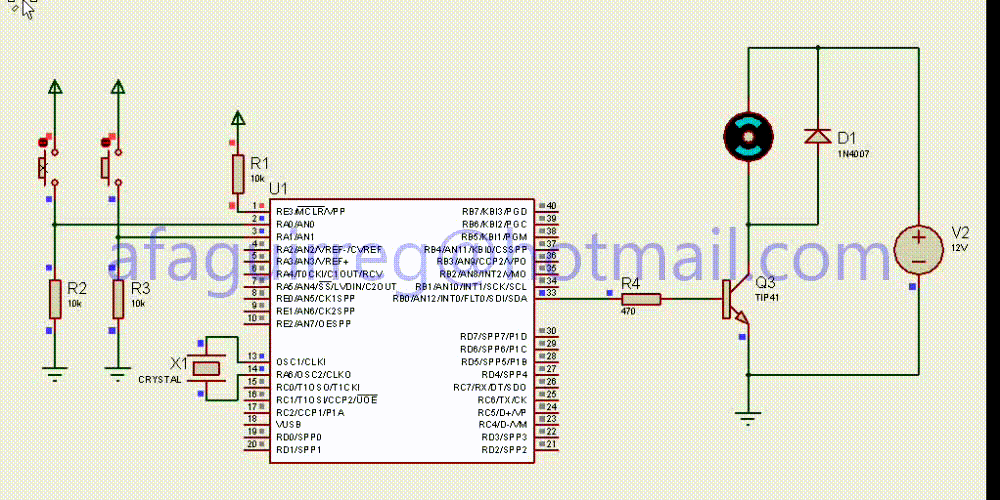 R1
10k
U1
1 RE3/MCLR/VPP RB7/KBI3/PGD 40
2 RA0/AN0 RB6/KBI2/PGC 39
3 RA1/AN1 RB5/KBI1/PGM 38
4 RA2/AN2/VREF-/CVREF RB4/AN11/KBI0/CSSPP 37
5 RA3/AN3/VREF+ RB3/AN9/CCP2/VPO 36
6 RA4/T0CKI/C1OUT/RCV RB2/AN8/INT2/VMO 35
7 RA5/AN4/SS/LVDIN/C2OUT RB1/AN10/INT1/SCK/SCL 34
8 RE0/AN5/CK1SPP RB0/AN12/INT0/FLT0/SDI/SDA 33
9 RE1/AN6/CK2SPP
10 RE2/AN7/OESPP
RD7/SPP7/P1D 30
RD6/SPP6/P1C 29
13 OSC1/CLKI RD5/SPP5/P1B 28
14 RA6/OSC2/CLKO RD4/SPP4 27
15 RC0/T1OSO/T1CKI RC7/RX/DT/SDO 26
16 RC1/T1OSI/CCP2/UOE RC6/TX/CK 25
17 RC2/CCP1/P1A RC5/D+/VP 24
18 VUSB RC4/D-/VM 23
19 RD0/SPP0 RD3/SPP3 22
20 RD1/SPP1 RD2/SPP2 21
afaguirreg@hotmail.com
R2
10k
R3
10k
X1
CRYSTAL
R4
470
D1
1N4007
Q3
TIP41
V2
12V